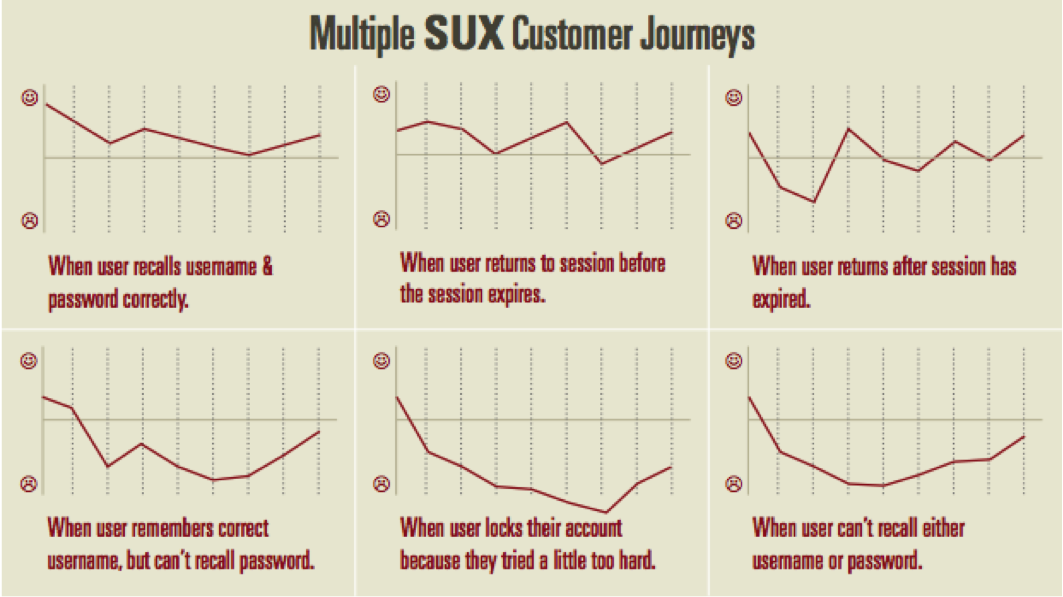 Multiple SUX Customer Journeys
When user recalls username &
password correctly.
When user returns to session before
the session expires.
When user returns after session has
expired.
When user remembers correct
username, but can't recall password.
When user locks their account
because they tried a little too hard.
When user can't recall either
username or password.